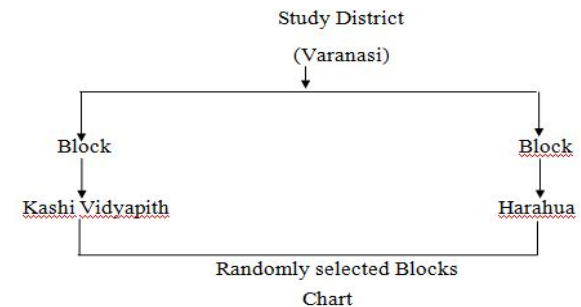 Study District
(Varanasi)
Block Block
Kashi Vidyapith Harahua
Randomly selected Blocks
Chart